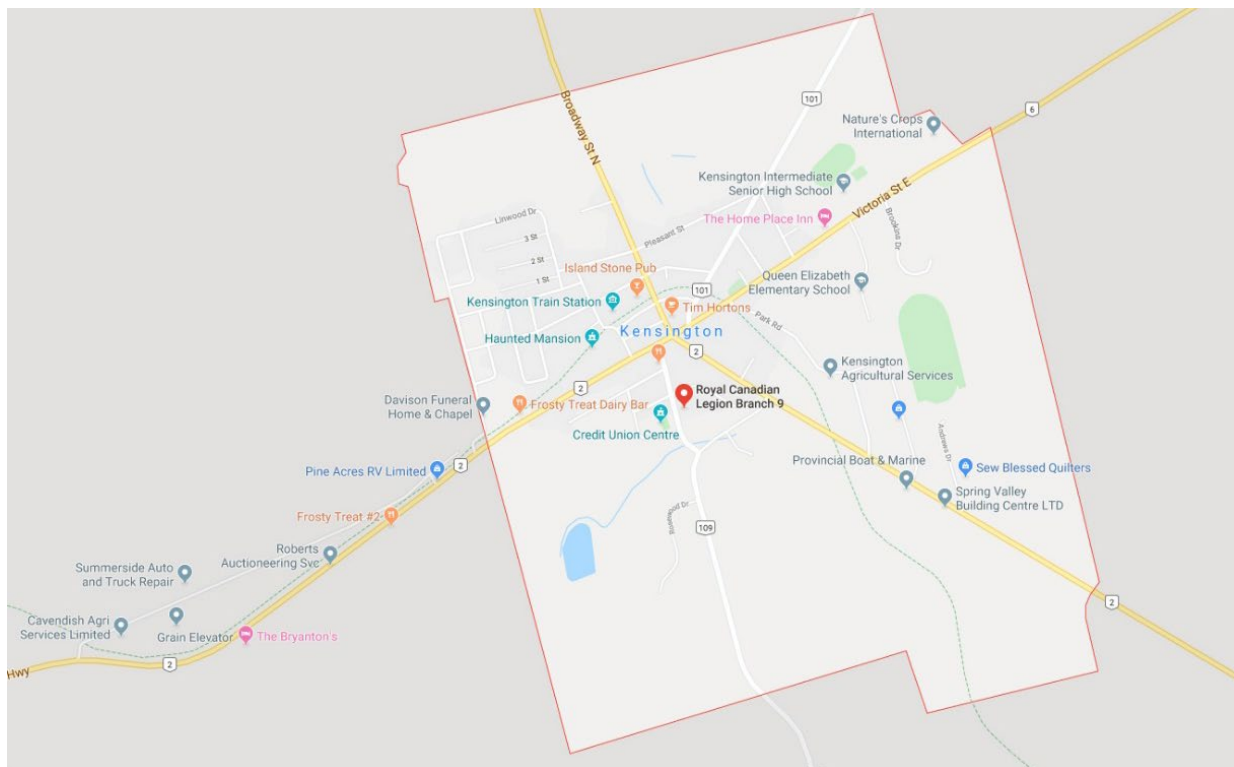 Broadway St N
101
6
Nature's Crops
International
Kensington Intermediate
Senior High School
Victoria St E
The Home Place Inn
Linwood Dr
3 St
2 St
1 St
Pleasant St
Brookins Dr
Island Stone Pub
Queen Elizabeth
Elementary School
Kensington Train Station
101
Tim Hortons
Park Rd
Haunted Mansion
Kensington
2
Kensington
Agricultural Services
2
Royal Canadian
Legion Branch 9
Davison Funeral
Home & Chapel
Frosty Treat Dairy Bar
Credit Union Centre
Andrews Dr
Provincial Boat & Marine
Pine Acres RV Limited
2
Sew Blessed Quilters
Spring Valley
Building Centre LTD
Frosty Treat #2
109
Roberts
Auctioneering Svc
Summerside Auto
and Truck Repair
2
Cavendish Agri
Services Limited
Grain Elevator
The Bryanton's
2
Hwy